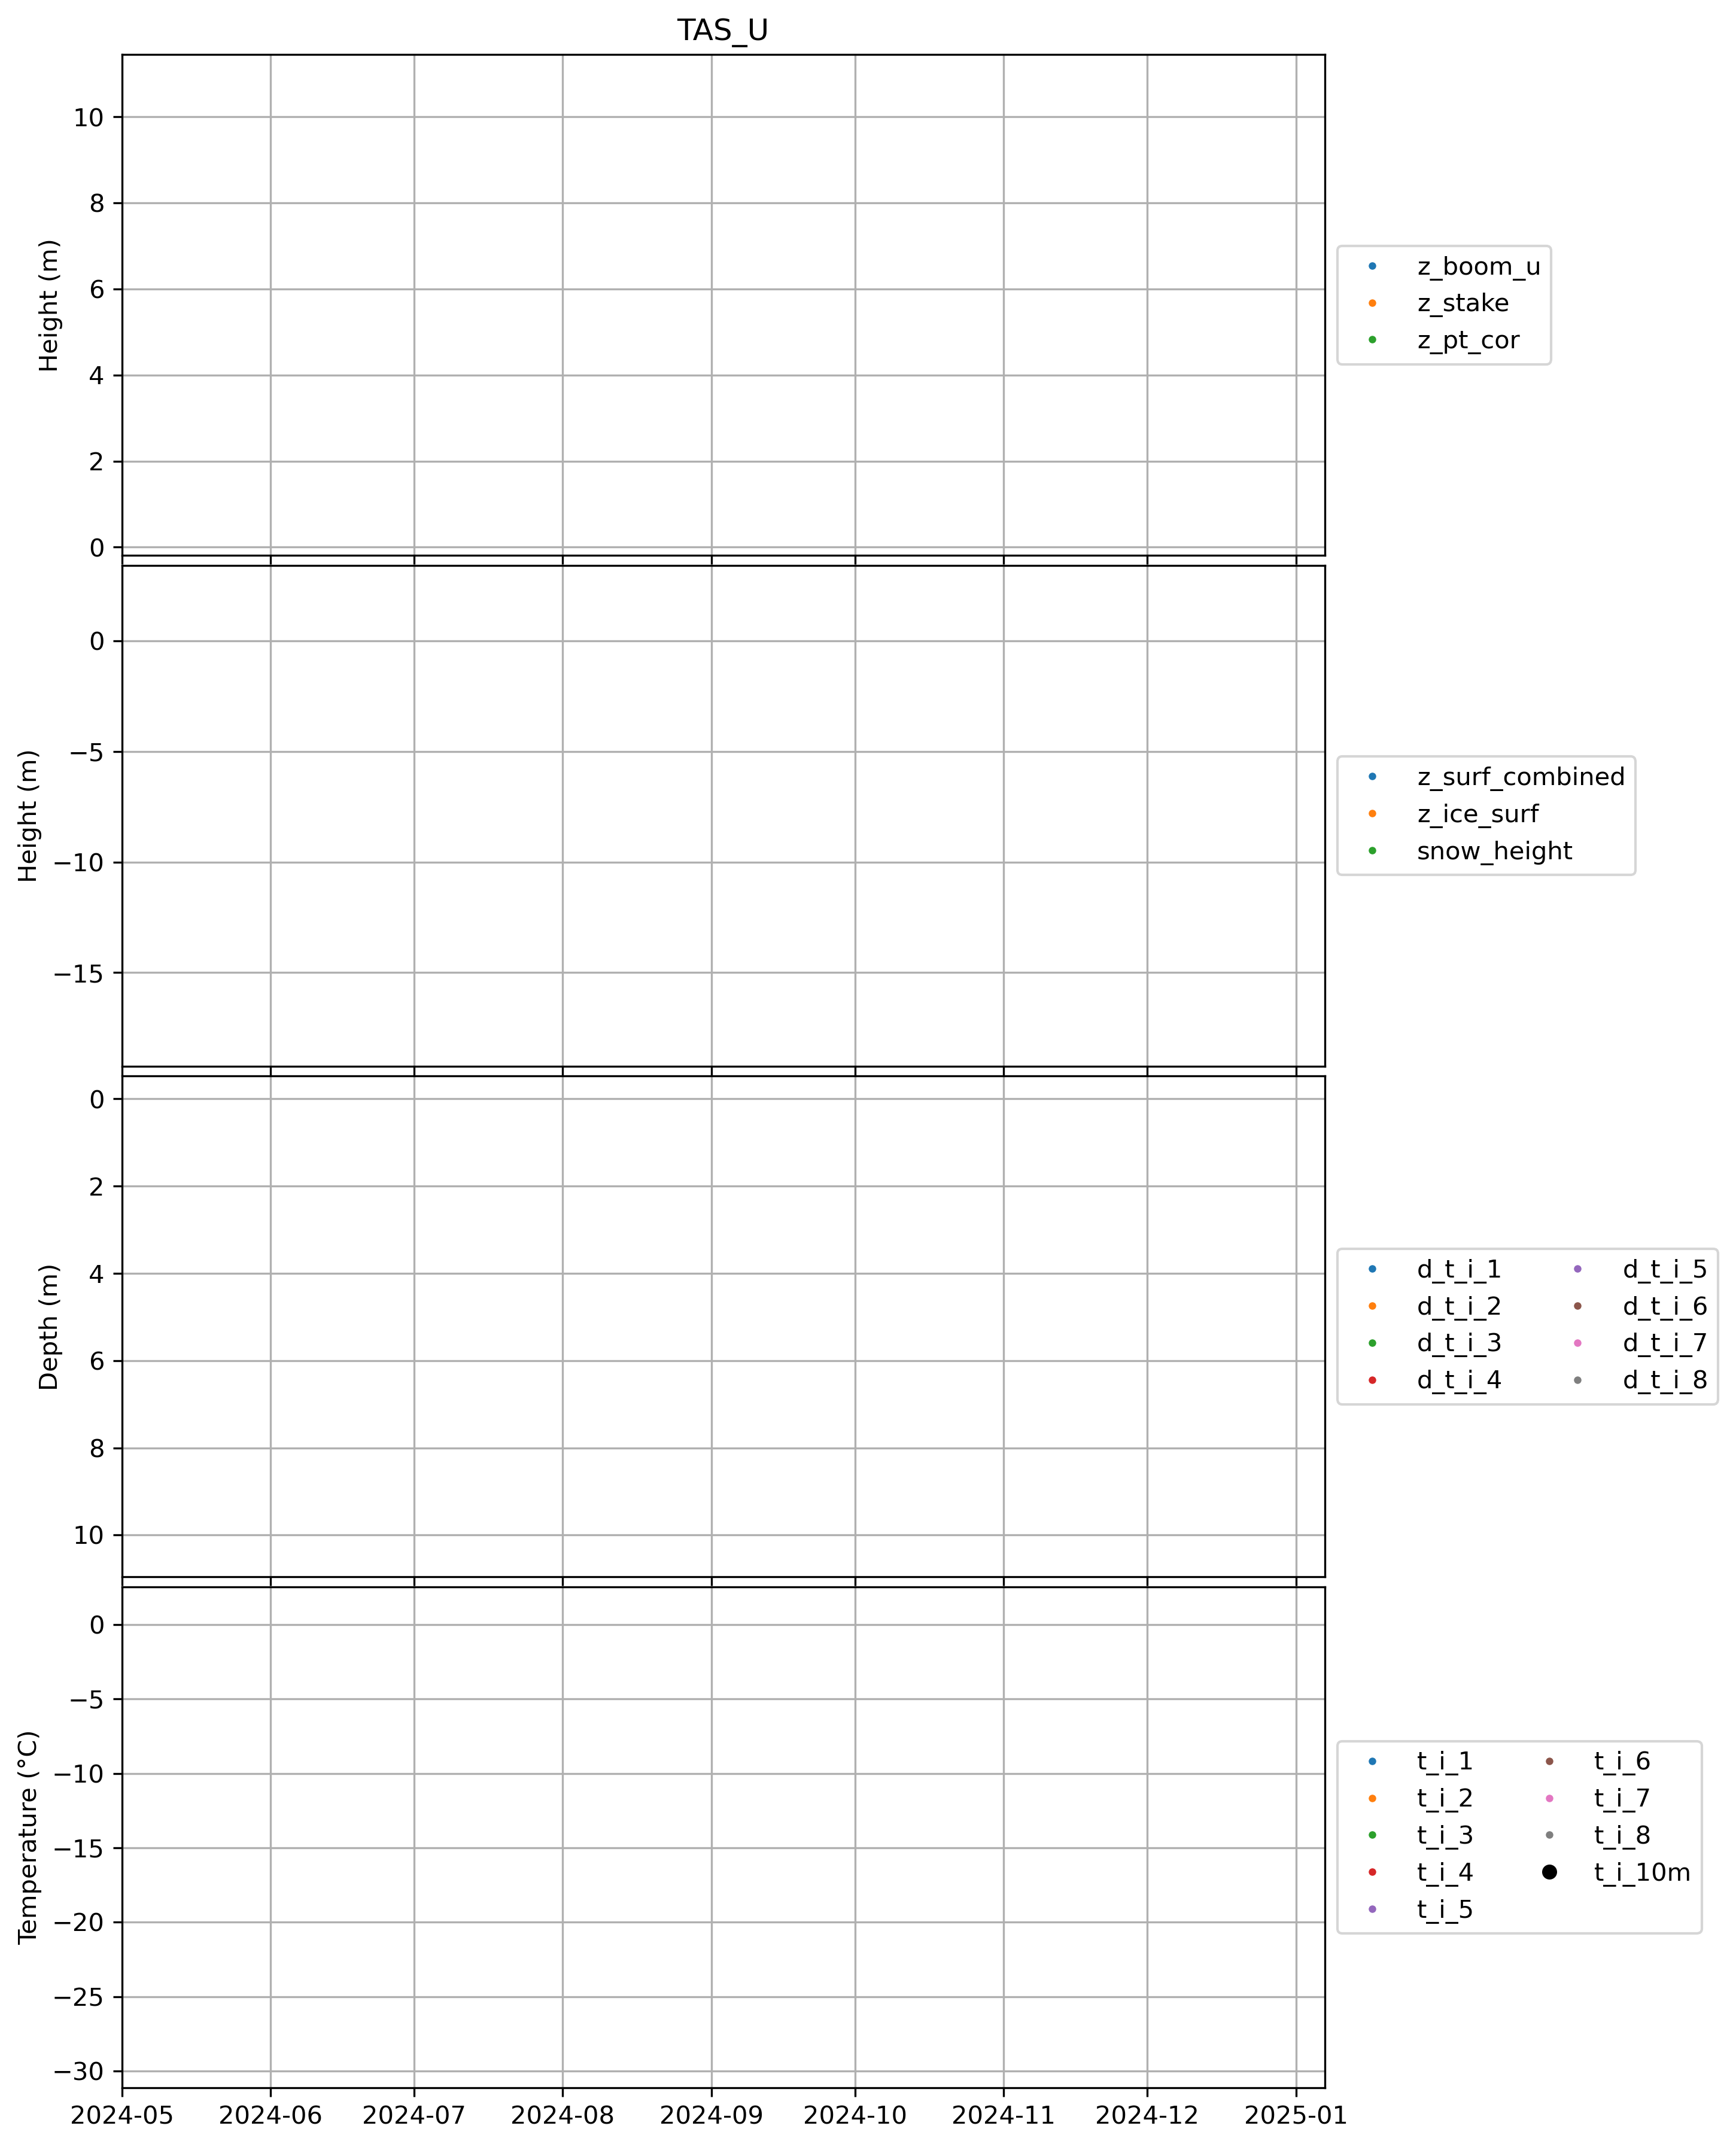 TAS_U
Height (m)
10
8
6
4
2
0
z_boom_u
z_stake
z_pt_cor
Height (m)
0
−5
−10
−15
z_surf_combined
z_ice_surf
snow_height
Depth (m)
0
2
4
6
8
10
d_t_i_1 d_t_i_5
d_t_i_2 d_t_i_6
d_t_i_3 d_t_i_7
d_t_i_4 d_t_i_8
Temperature (°C)
0
−5
−10
−15
−20
−25
−30
t_i_1 t_i_6
t_i_2 t_i_7
t_i_3 t_i_8
t_i_4 t_i_10m
t_i_5
2024-05 2024-06 2024-07 2024-08 2024-09 2024-10 2024-11 2024-12 2025-01